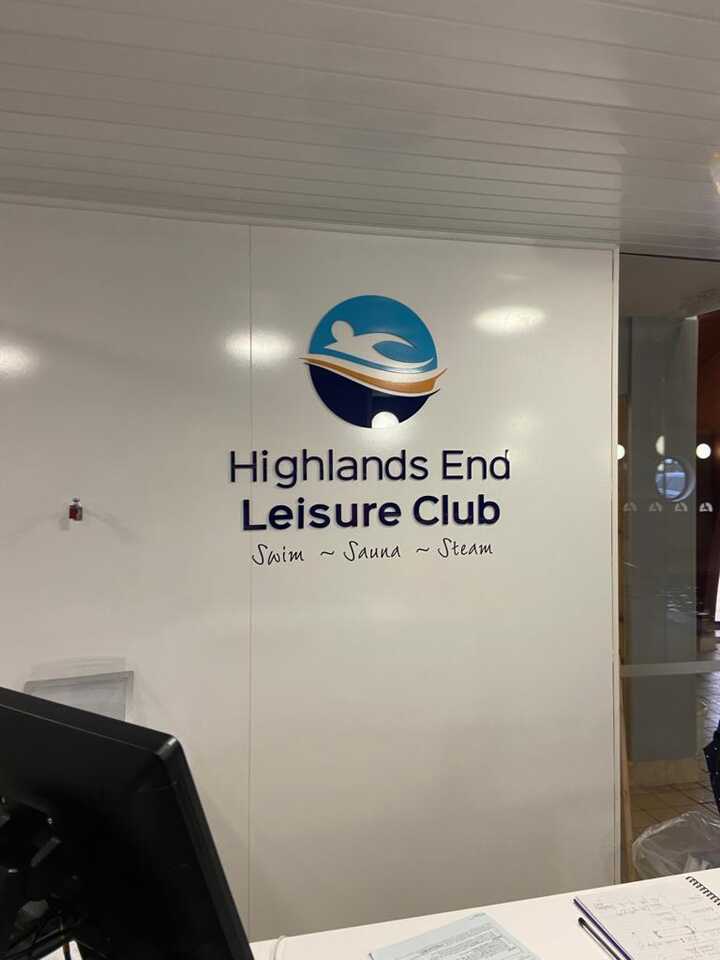 Highlands End
Leisure Club
Swim ~ Sauna ~ Steam